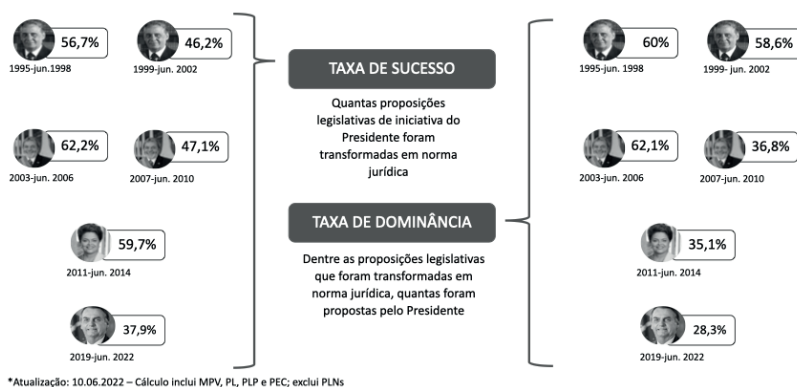 56,7%
1995-jun.1998
46,2%
1999-jun. 2002
62,2%
2003-jun. 2006
47,1%
2007-jun. 2010
59,7%
2011-jun. 2014
37,9%
2019-jun. 2022
TAXA DE SUCESSO
Quantas proposições
legislativas de iniciativa do
Presidente foram
transformadas em norma
jurídica
TAXA DE DOMINÂNCIA
Dentre as proposições legislativas
que foram transformadas em
norma jurídica, quantas foram
propostas pelo Presidente
60%
1995-jun. 1998
58,6%
1999- jun. 2002
62,1%
2003-jun. 2006
36,8%
2007-jun. 2010
35,1%
2011-jun. 2014
28,3%
2019-jun. 2022
*Atualização: 10.06.2022 – Cálculo inclui MPV, PL, PLP e PEC; exclui PLNs